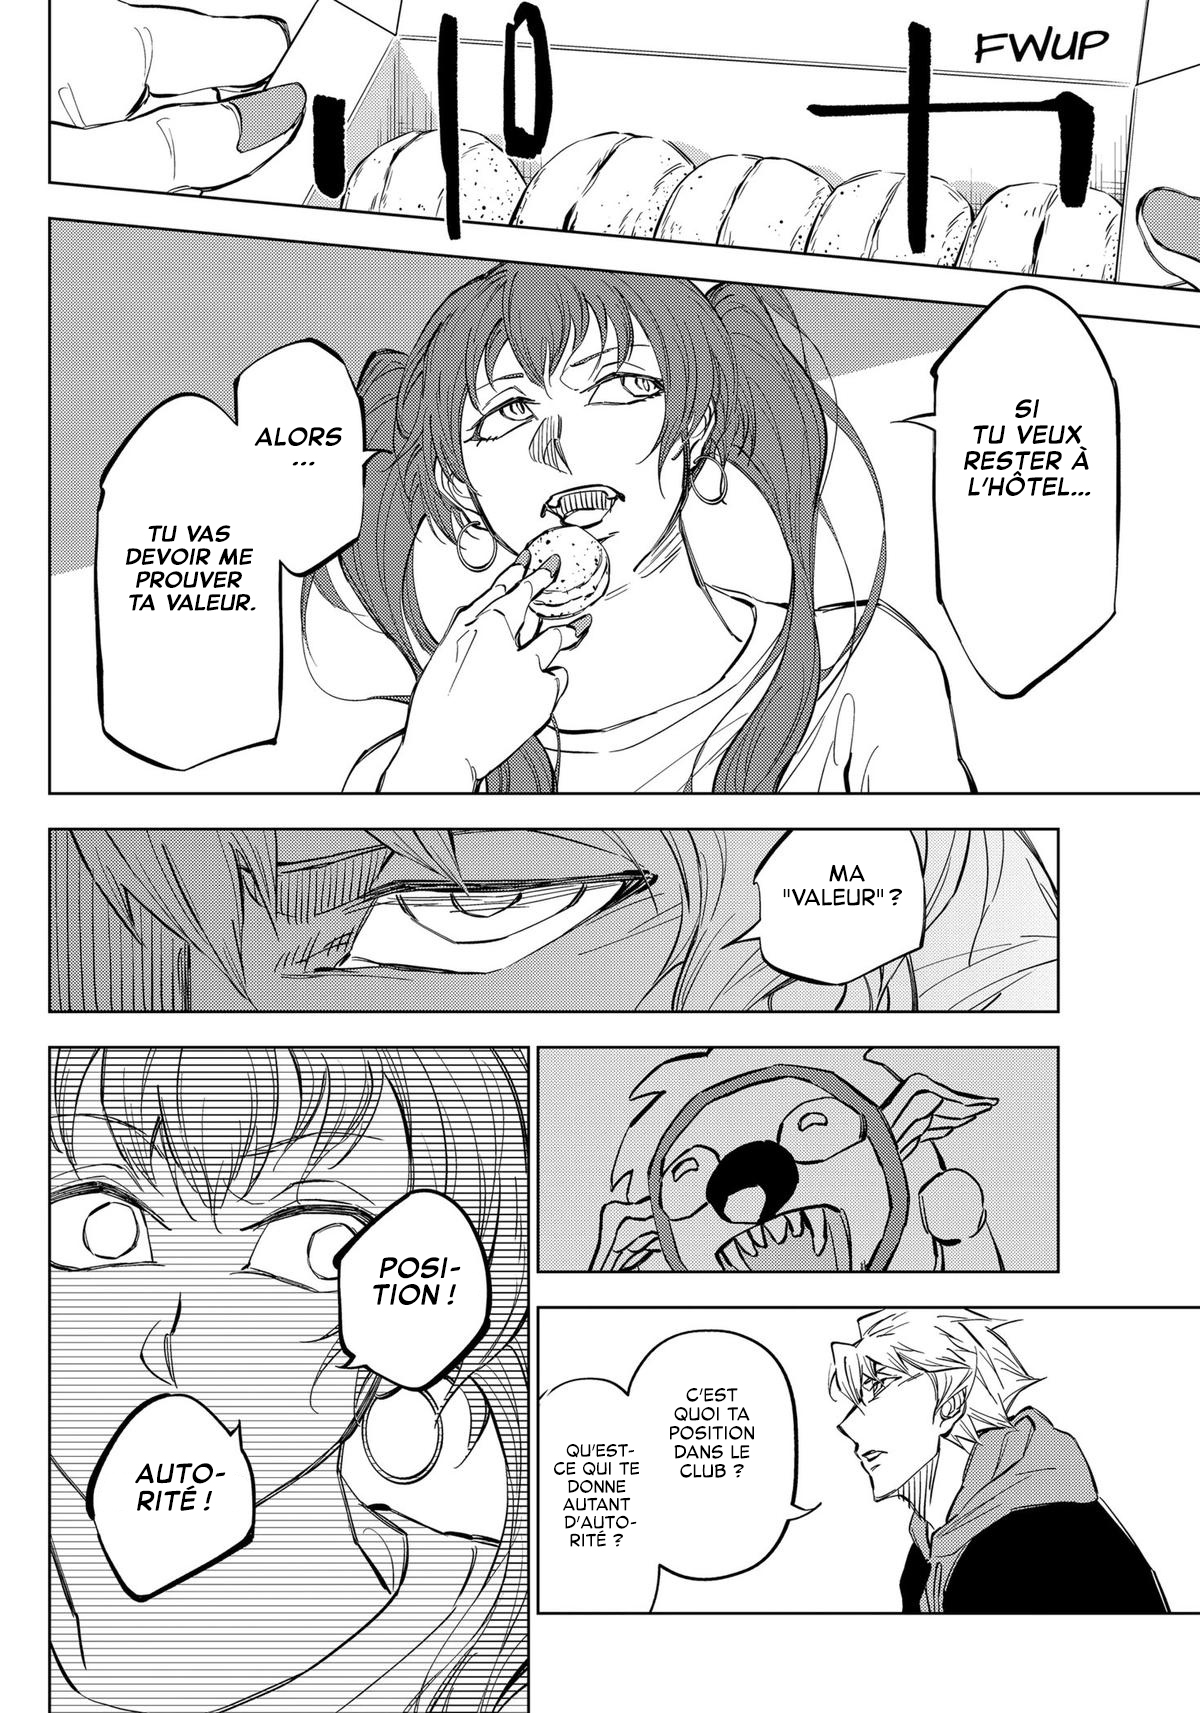 FWUP
パカ
SI
TU VEUX
RESTER À
L'HÔTEL...
ALORS
...
TU VAS
DEVOIR ME
PROUVER
TA VALEUR.
MA
"VALEUR" ?
C'EST
QUOI TA
POSITION
DANS LE
CLUB ?
QU'EST-
CE QUI TE
DONNE
AUTANT
D'AUTO-
RITÉ ?
POSI-
TION !
AUTO-
RITÉ !